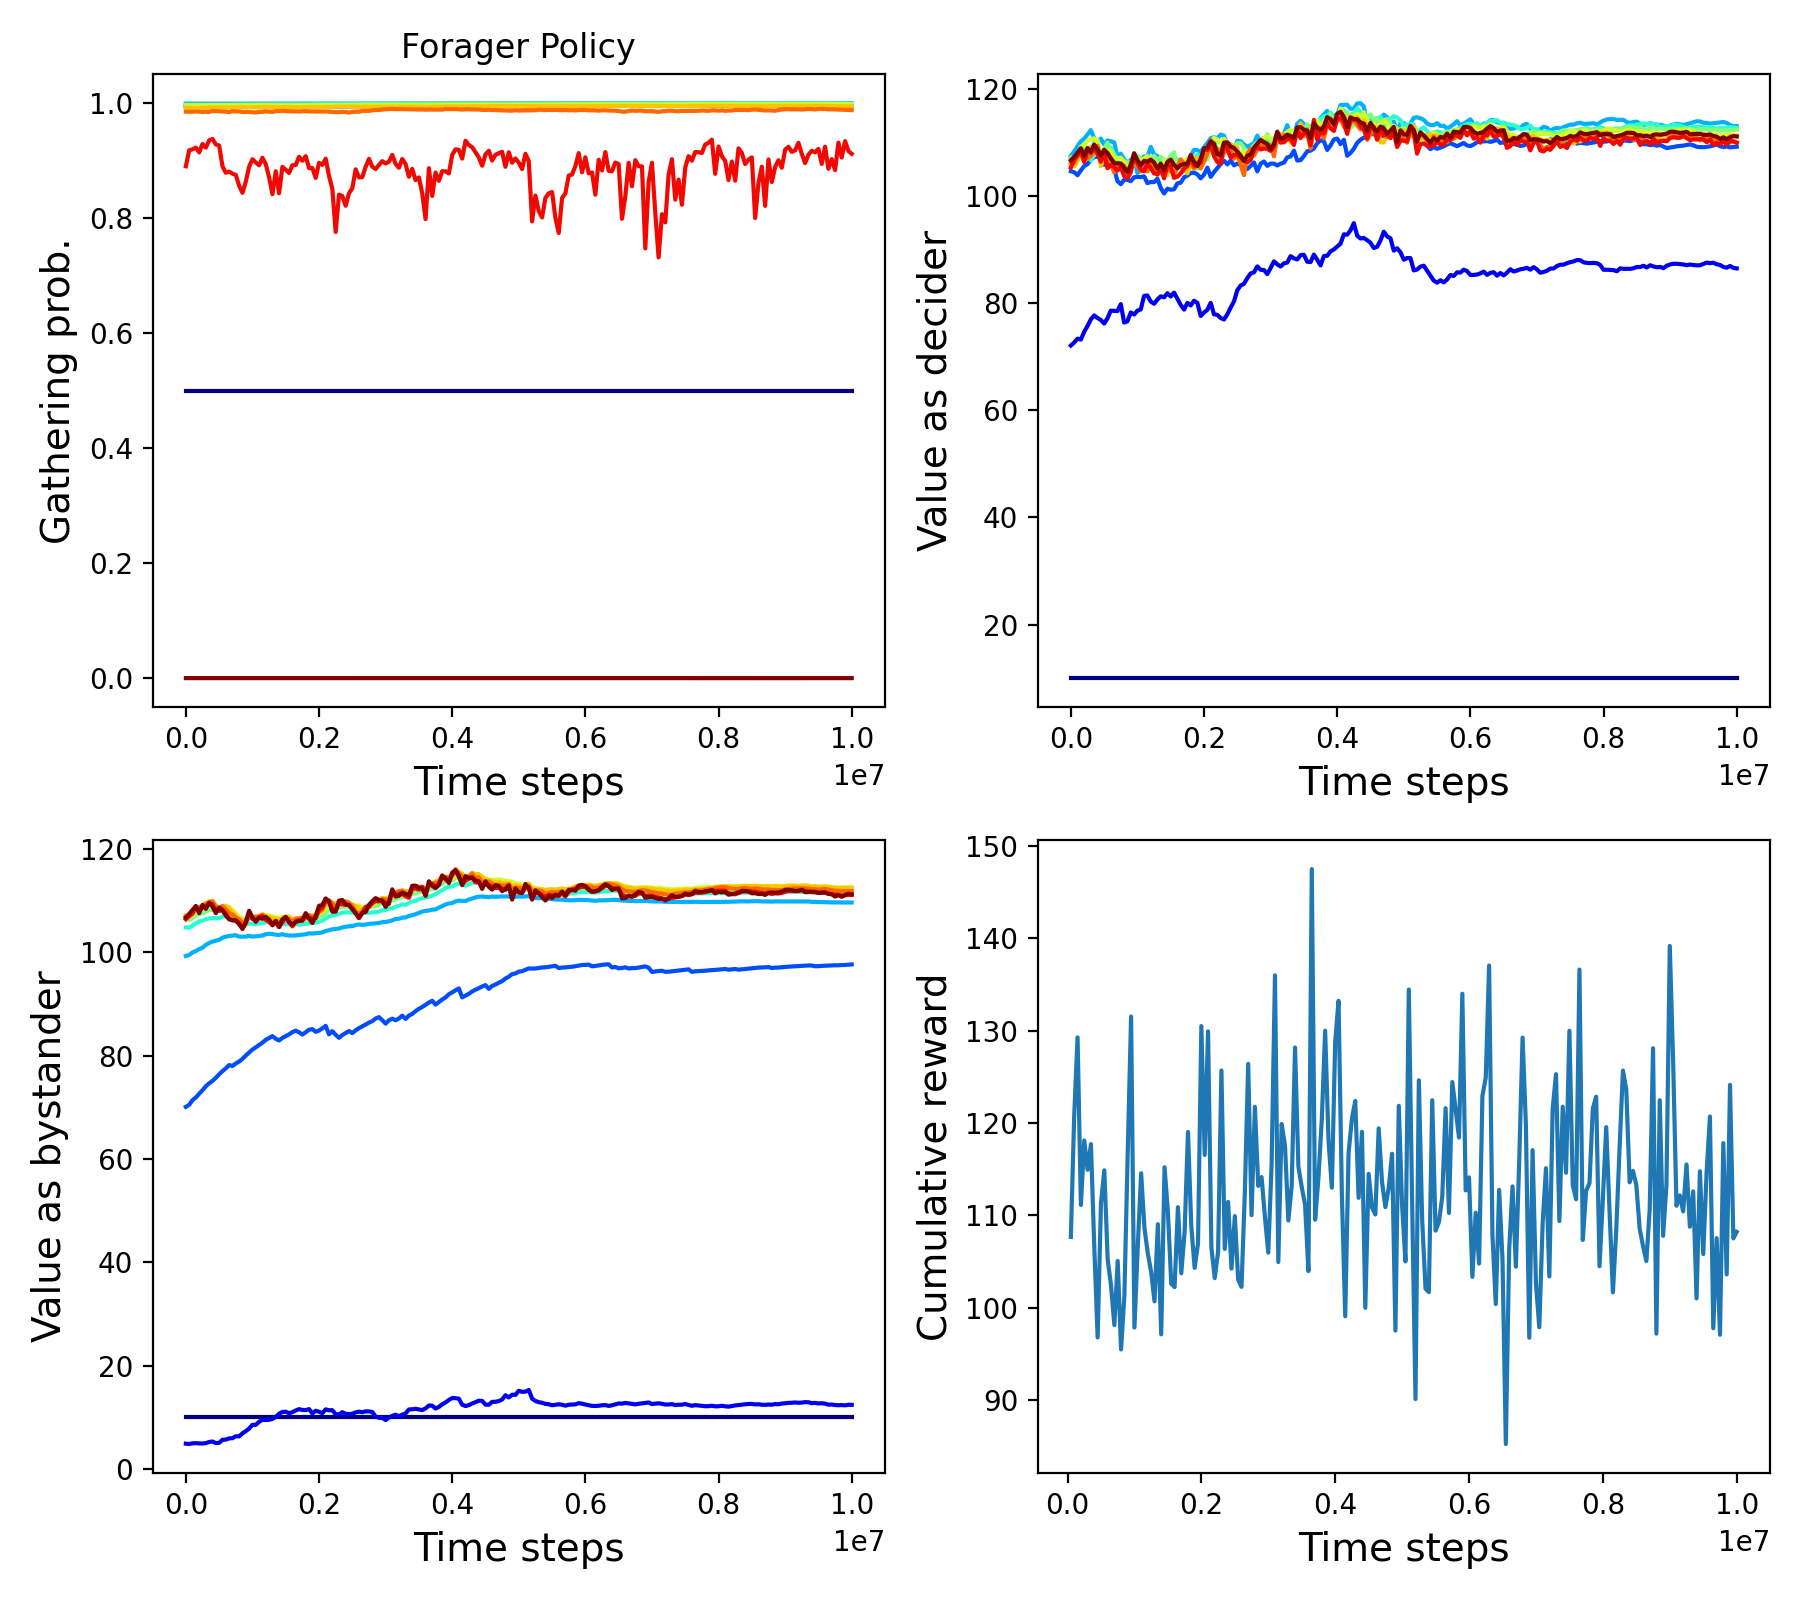 Forager Policy
Gathering prob.
1.0
0.8
0.6
0.4
0.2
0.0
0.0 0.2 0.4 0.6 0.8 1.0
1e7
Time steps
Value as decider
120
100
80
60
40
20
0.0 0.2 0.4 0.6 0.8 1.0
1e7
Time steps
Value as bystander
120
100
80
60
40
20
0
0.0 0.2 0.4 0.6 0.8 1.0
1e7
Time steps
Cumulative reward
150
140
130
120
110
100
90
0.0 0.2 0.4 0.6 0.8 1.0
1e7
Time steps